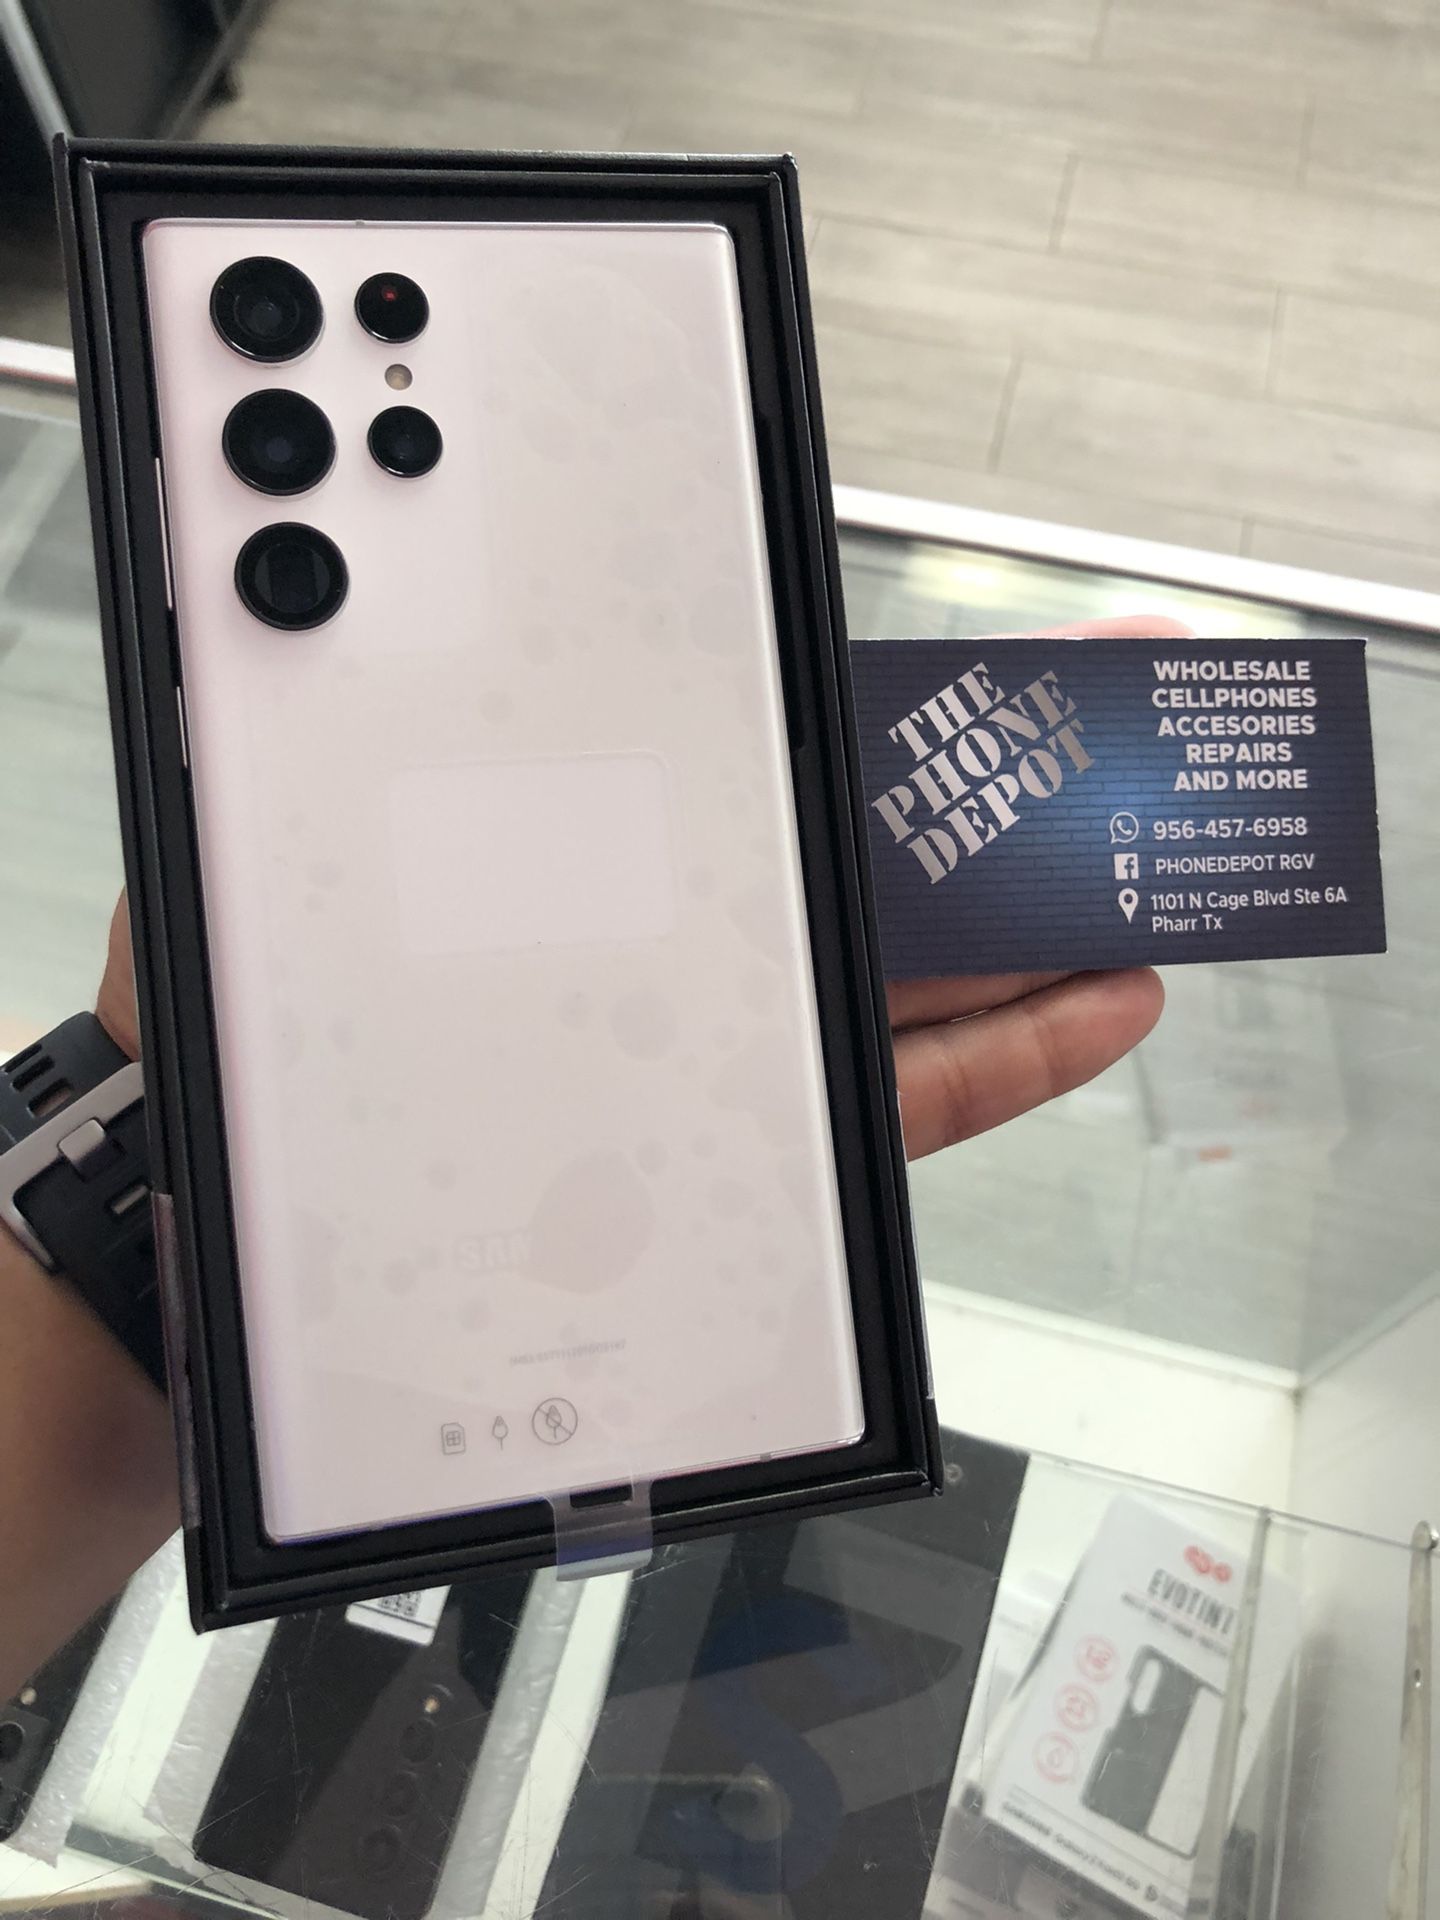 THE
PHONE
DEPOT
WHOLESALE
CELLPHONES
ACCESORIES
REPAIRS
AND MORE
956-457-6958
PHONEDEPOT RGV
1101 N Cage Blvd Ste 6A
Pharr Tx
SAM
EVOTINT